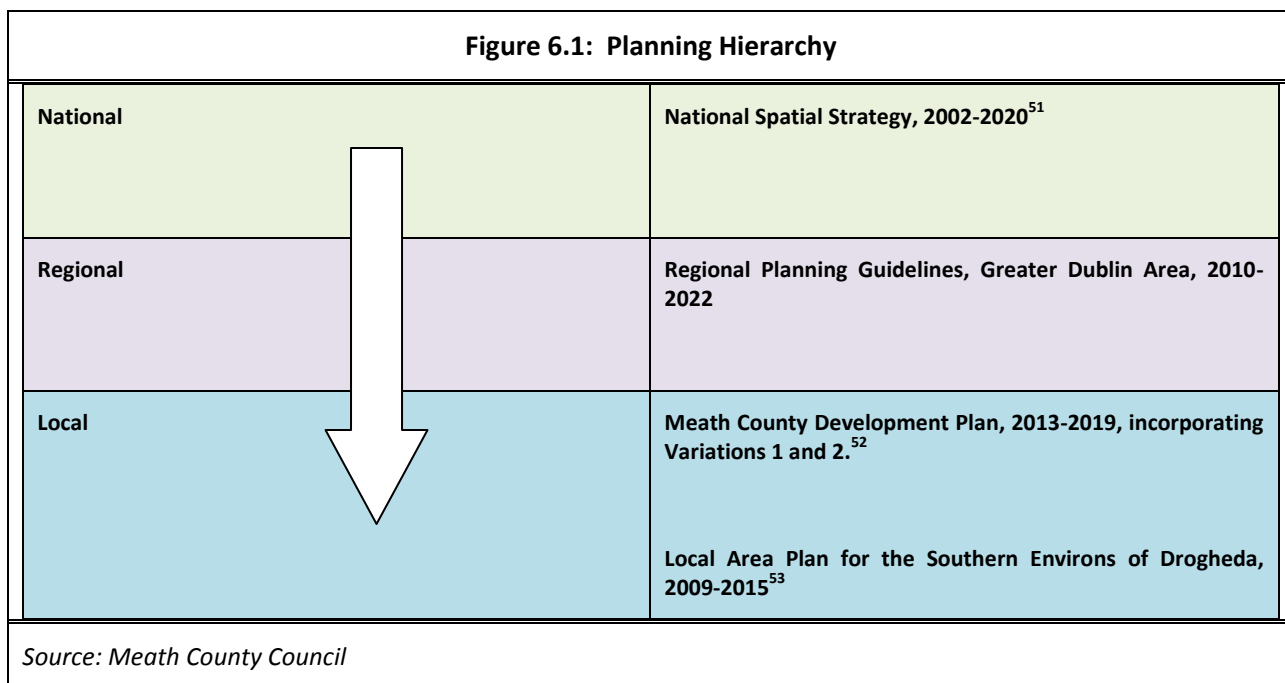 Figure 6.1:  Planning Hierarchy
National
National Spatial Strategy, 2002-2020⁵¹
Regional
Regional Planning Guidelines, Greater Dublin Area, 2010-
2022
Local
Meath County Development Plan, 2013-2019, incorporating
Variations 1 and 2.⁵²
Local Area Plan for the Southern Environs of Drogheda,
2009-2015⁵³
Source: Meath County Council